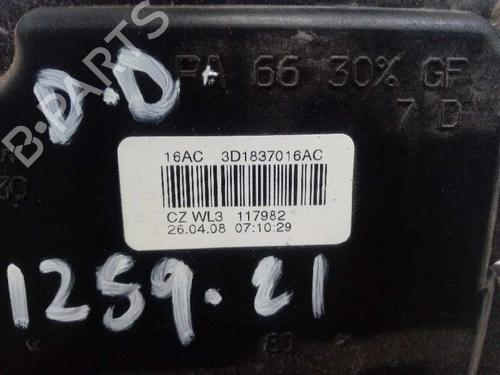 PA 66 30% GF
7 D
D.D.
B-PARTS
16AC 3D1837016AC
CZ WL3 117982
26.04.08 07:10:29
1259.21